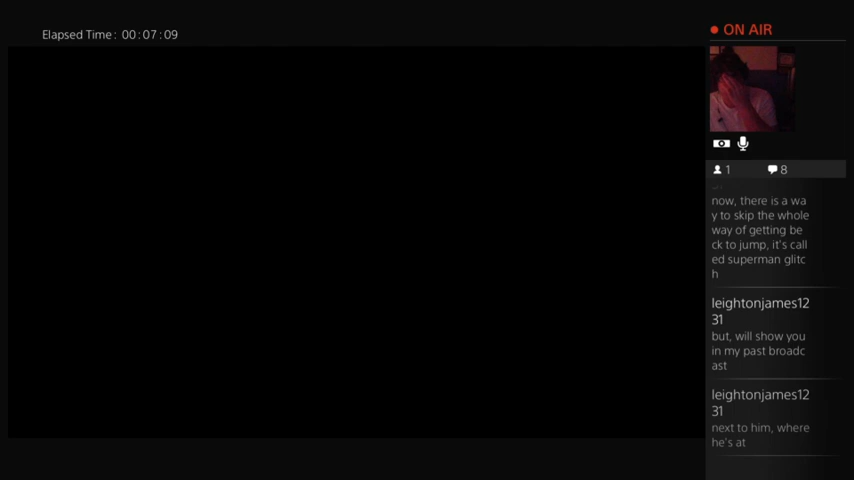 Elapsed Time: 00:07:09
ON AIR
1 8
now, there is a wa
y to skip the whole
way of getting be
ck to jump, it's call
ed superman glitc
h
leightonjames12
31
but, will show you
in my past broadc
ast
leightonjames12
31
next to him, where
he's at